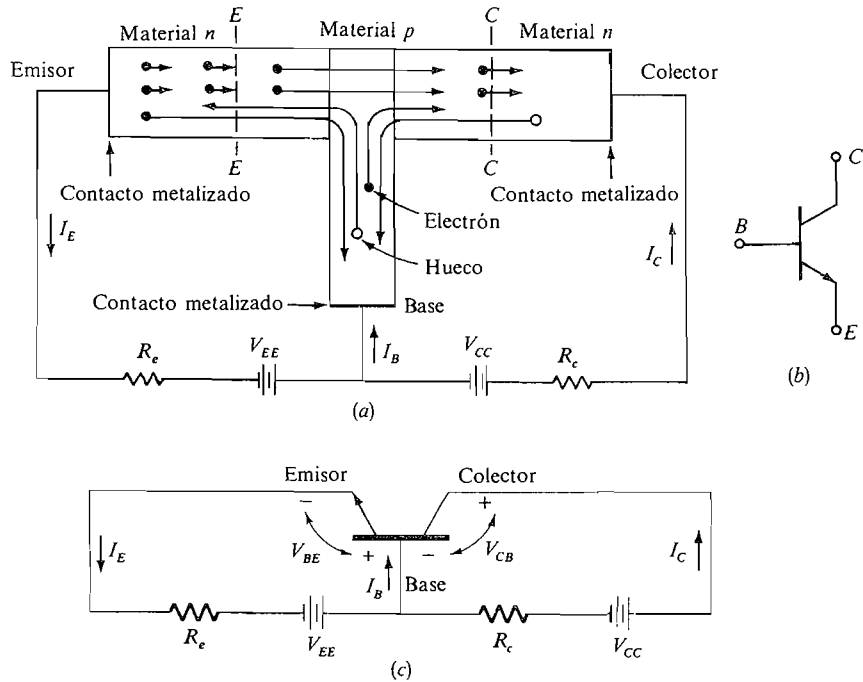 E
C
Material n
Material p
Material n
Emisor
Colector
E
C
Contacto metalizado
Contacto metalizado
Electrón
I_E
Hueco
I_C
Contacto metalizado
Base
I_B
R_e
V_EE
V_CC
R_c
(a)
C
B
E
(b)
Emisor
Colector
−
+
I_E
V_BE
+
−
V_CB
I_C
I_B
Base
R_e
V_EE
R_c
V_CC
(c)